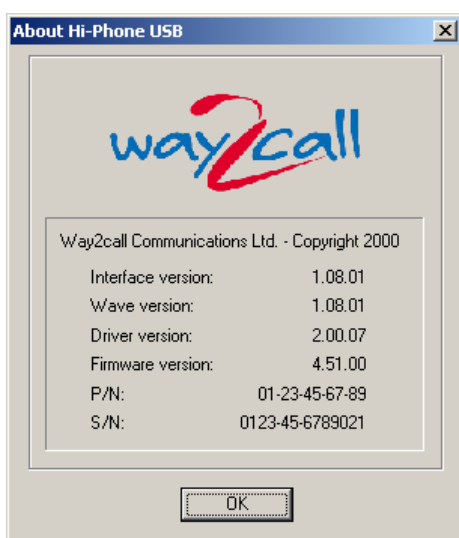 About Hi-Phone USB
way2call
Way2call Communications Ltd. - Copyright 2000
Interface version: 1.08.01
Wave version: 1.08.01
Driver version: 2.00.07
Firmware version: 4.51.00
P/N: 01-23-45-67-89
S/N: 0123-45-6789021
OK